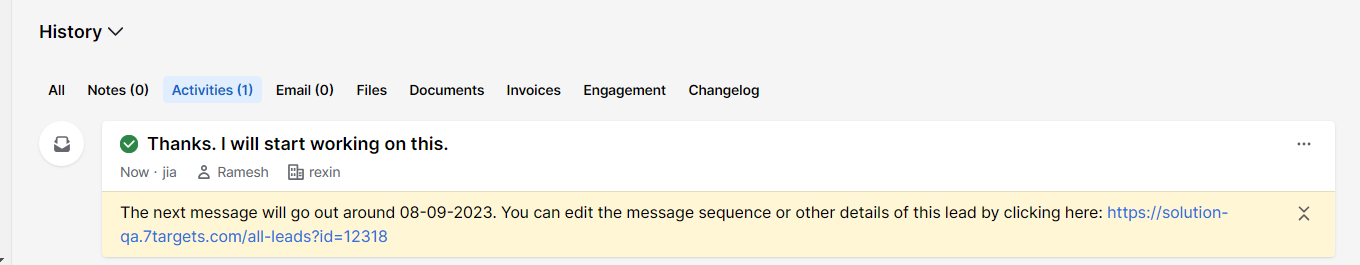 History
All Notes (0) Activities (1) Email (0) Files Documents Invoices Engagement Changelog
Thanks. I will start working on this.
Now · jia Ramesh rexin
The next message will go out around 08-09-2023. You can edit the message sequence or other details of this lead by clicking here: https://solution-
qa.7targets.com/all-leads?id=12318